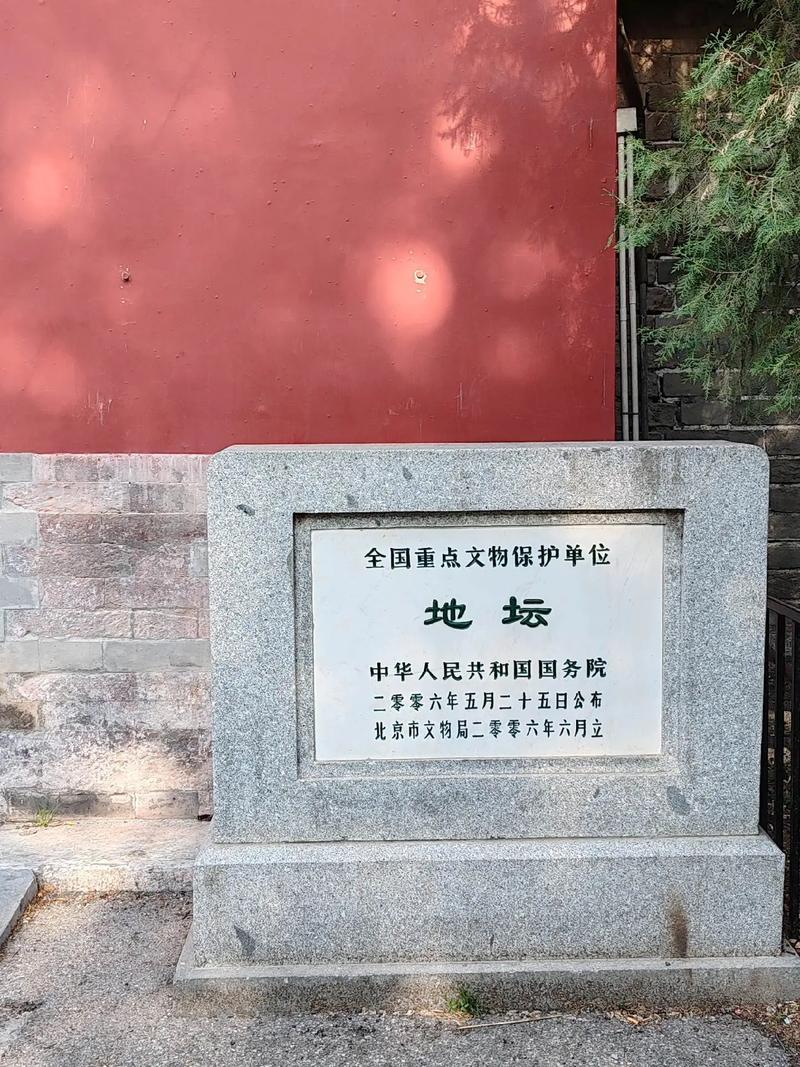 全国重点文物保护单位
地坛
中华人民共和国国务院
二零零六年五月二十五日公布
北京市文物局二零零六年六月立